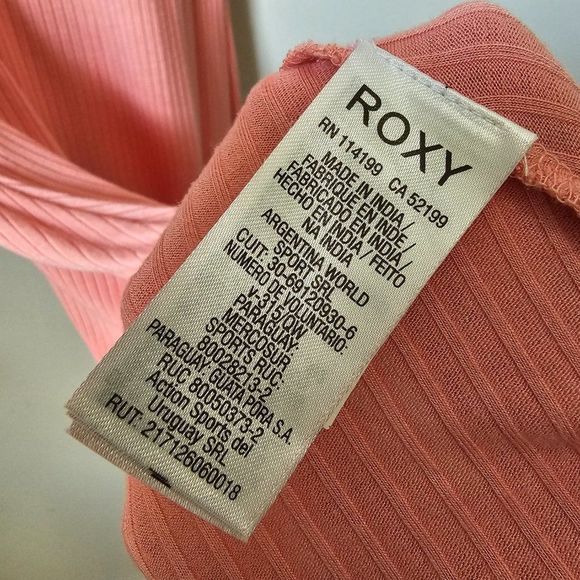 ROXY
RN 114199 CA 52199
MADE IN INDIA/
FABRIQUE EN INDE/
FABRICADO EN INDIA/
HECHO EN INDIA/ FEITO
NA INDIA
ARGENTINA WORLD
SPORT SRL
CUIT: 30-69120930-6
NUMERO DE VOLUNTARIO:
V-315/QW
PARAGUAY
MERCOSUR
SPORTS RUC:
80028213-2
PARAGUAY GUATA PORA S.A.
RUC 80050373-2
Action Sports del
Uruguay SRL
RUT: 217126060018